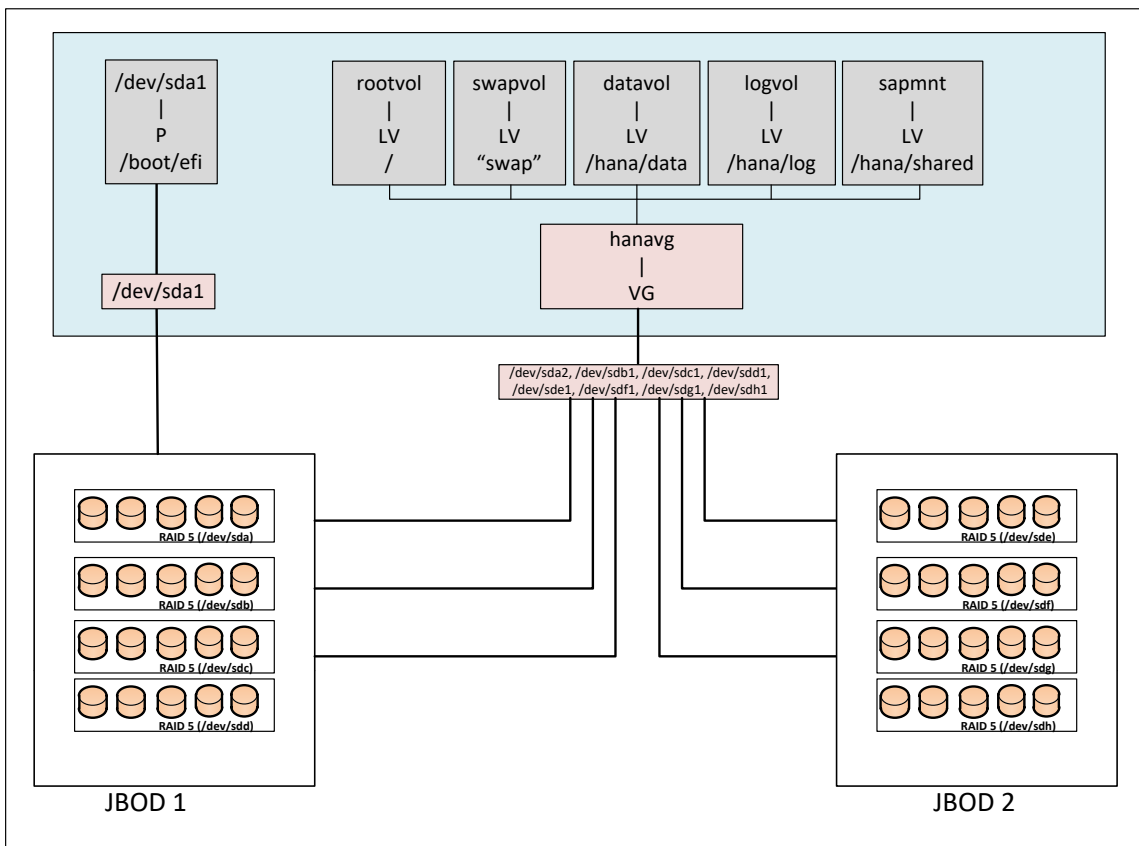 /dev/sda1
|
P
/boot/efi
rootvol
|
LV
/
swapvol
|
LV
“swap”
datavol
|
LV
/hana/data
logvol
|
LV
/hana/log
sapmnt
|
LV
/hana/shared
hanavg
|
VG
/dev/sda1
/dev/sda2, /dev/sdb1, /dev/sdc1, /dev/sdd1,
/dev/sde1, /dev/sdf1, /dev/sdg1, /dev/sdh1
RAID 5 (/dev/sda)
RAID 5 (/dev/sdb)
RAID 5 (/dev/sdc)
RAID 5 (/dev/sdd)
JBOD 1
RAID 5 (/dev/sde)
RAID 5 (/dev/sdf)
RAID 5 (/dev/sdg)
RAID 5 (/dev/sdh)
JBOD 2